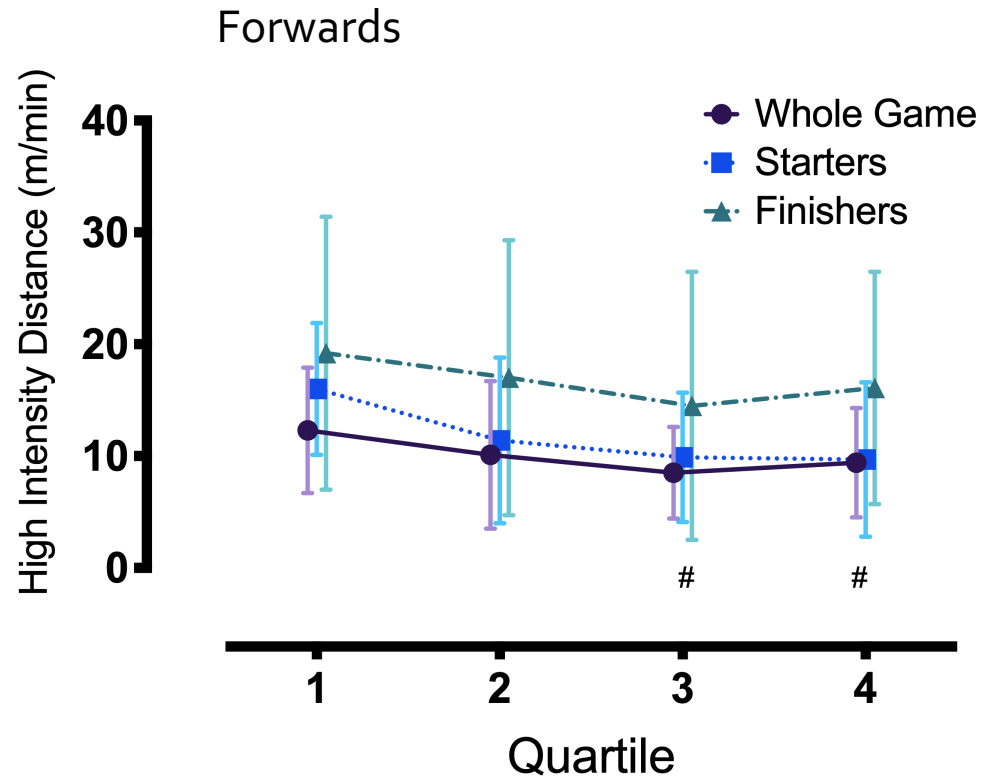 Forwards
High Intensity Distance (m/min)
40
30
20
10
0
Whole Game
Starters
Finishers
# #
1 2 3 4
Quartile